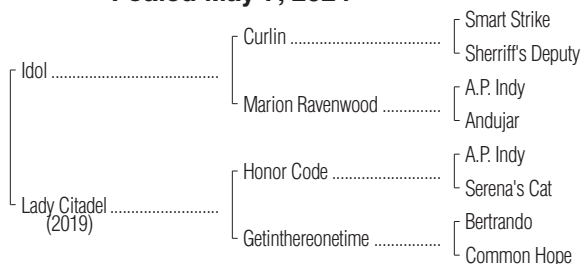 Foaled May 7, 2024
Smart Strike
Curlin ........................................
Sherriff's Deputy
Idol ............................................
A.P. Indy
Marion Ravenwood ...............
Andujar
A.P. Indy
Honor Code .............................
Serena's Cat
Lady Citadel ............................
(2019)
Bertrando
Getinthereonetime .................
Common Hope